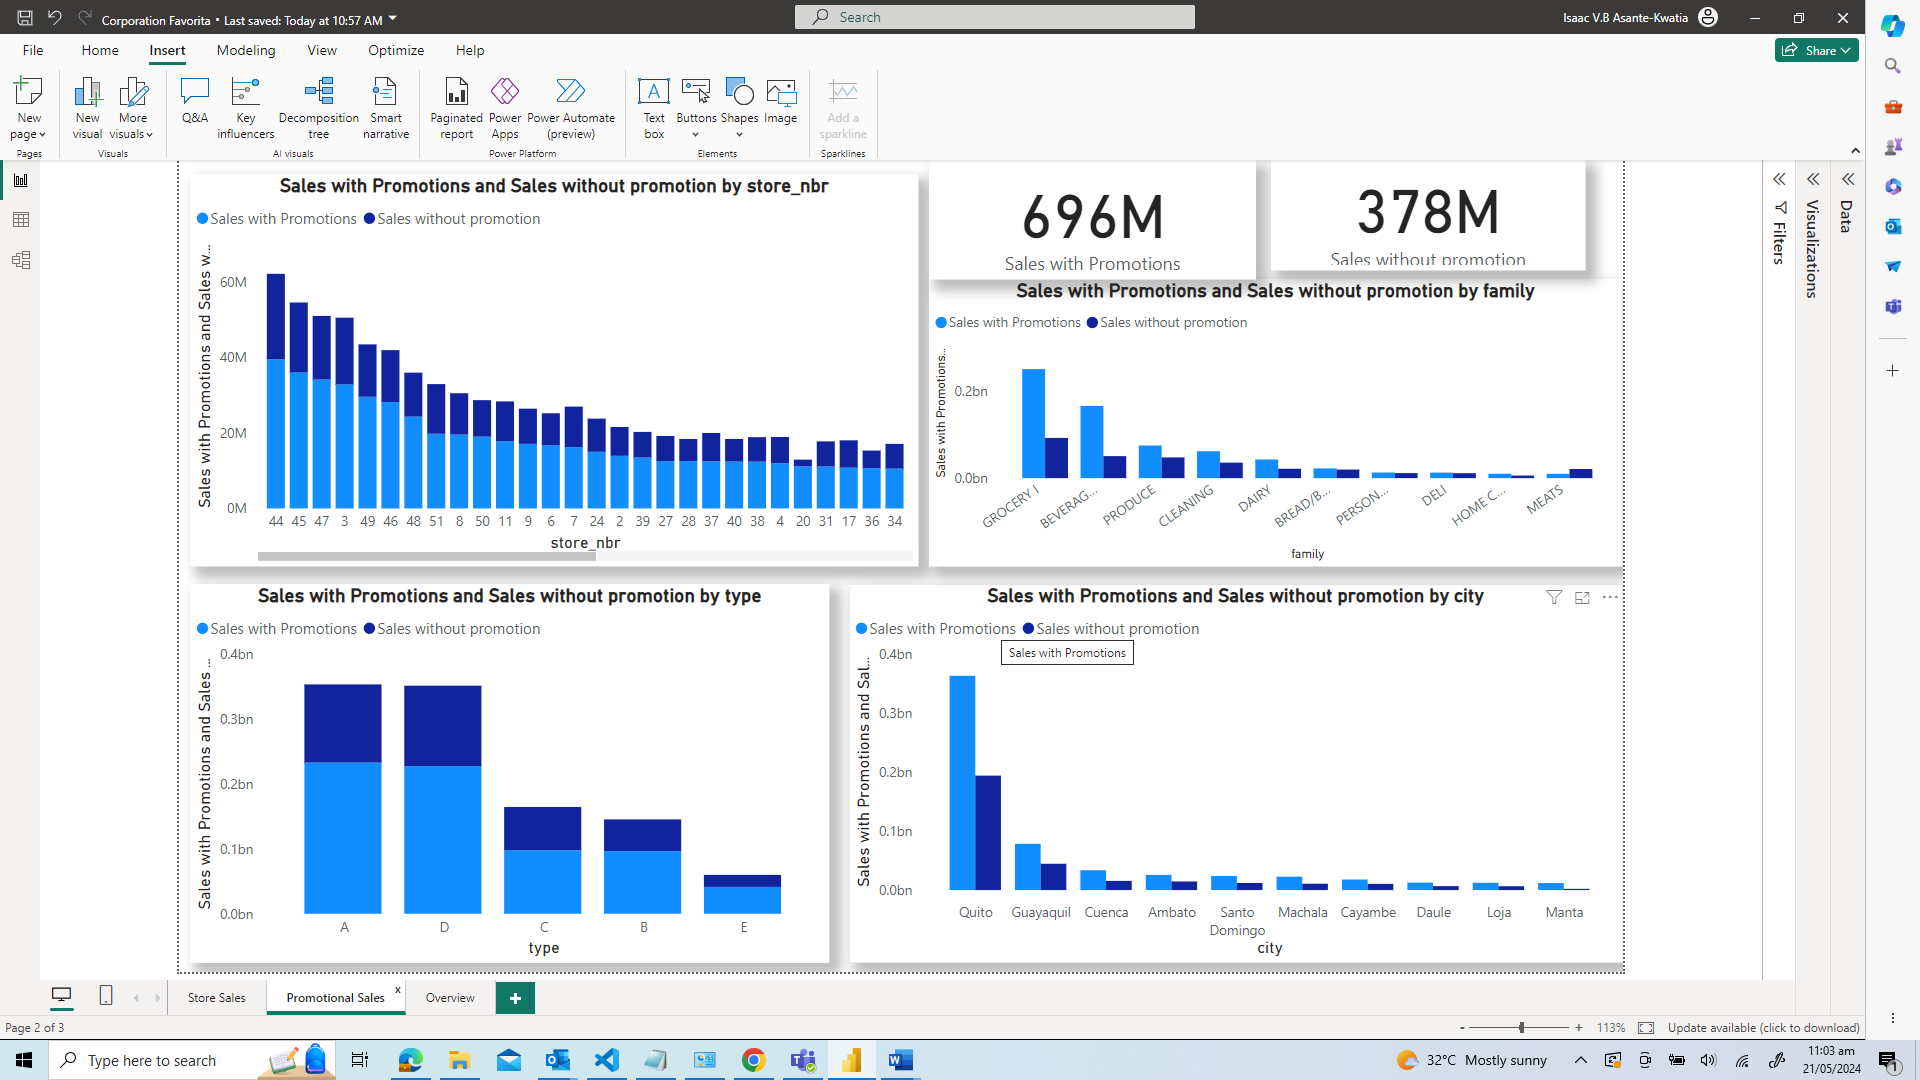 Corporation Favorita • Last saved: Today at 10:57 AM
Search
Isaac V.B Asante-Kwatia
File Home Insert Modeling View Optimize Help
Share
New page
New visual
More visuals
Q&A
Key influencers
Decomposition tree
Smart narrative
Paginated report
Power Apps
Power Automate (preview)
Text box
Buttons
Shapes
Image
Add a sparkline
Pages Visuals AI visuals Power Platform Elements Sparklines
Sales with Promotions and Sales without promotion by store_nbr
Sales with Promotions Sales without promotion
Sales with Promotions and Sales w...
60M
40M
20M
0M
44 45 47 3 49 46 48 51 8 50 11 9 6 7 24 2 39 27 28 37 40 38 4 20 31 17 36 34
store_nbr
696M
Sales with Promotions
378M
Sales without promotion
Sales with Promotions and Sales without promotion by family
Sales with Promotions Sales without promotion
Sales with Promotions...
0.2bn
0.0bn
GROCERY I BEVERAG... PRODUCE CLEANING DAIRY BREAD/B... PERSON... DELI HOME C... MEATS
family
Filters
Visualizations
Data
Sales with Promotions and Sales without promotion by type
Sales with Promotions Sales without promotion
Sales with Promotions and Sales ...
0.4bn
0.3bn
0.2bn
0.1bn
0.0bn
A D C B E
type
Sales with Promotions and Sales without promotion by city
Sales with Promotions Sales without promotion
Sales with Promotions
Sales with Promotions and Sal...
0.4bn
0.3bn
0.2bn
0.1bn
0.0bn
Quito Guayaquil Cuenca Ambato Santo Domingo Machala Cayambe Daule Loja Manta
city
Store Sales
Promotional Sales x
Overview
+
Page 2 of 3
- + 113%
Update available (click to download)
Type here to search
32°C Mostly sunny
11:03 am
21/05/2024
1